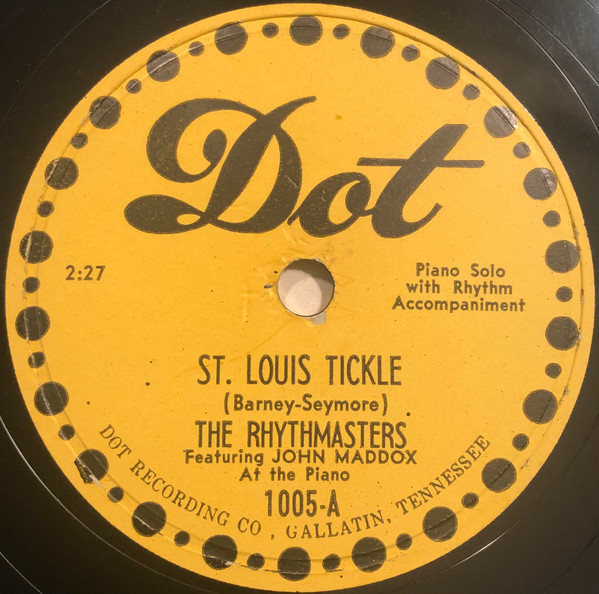 Dot
2:27
Piano Solo
with Rhythm
Accompaniment
ST. LOUIS TICKLE
(Barney-Seymore)
THE RHYTHMASTERS
Featuring JOHN MADDOX
At the Piano
1005-A
DOT RECORDING CO., GALLATIN, TENNESSEE